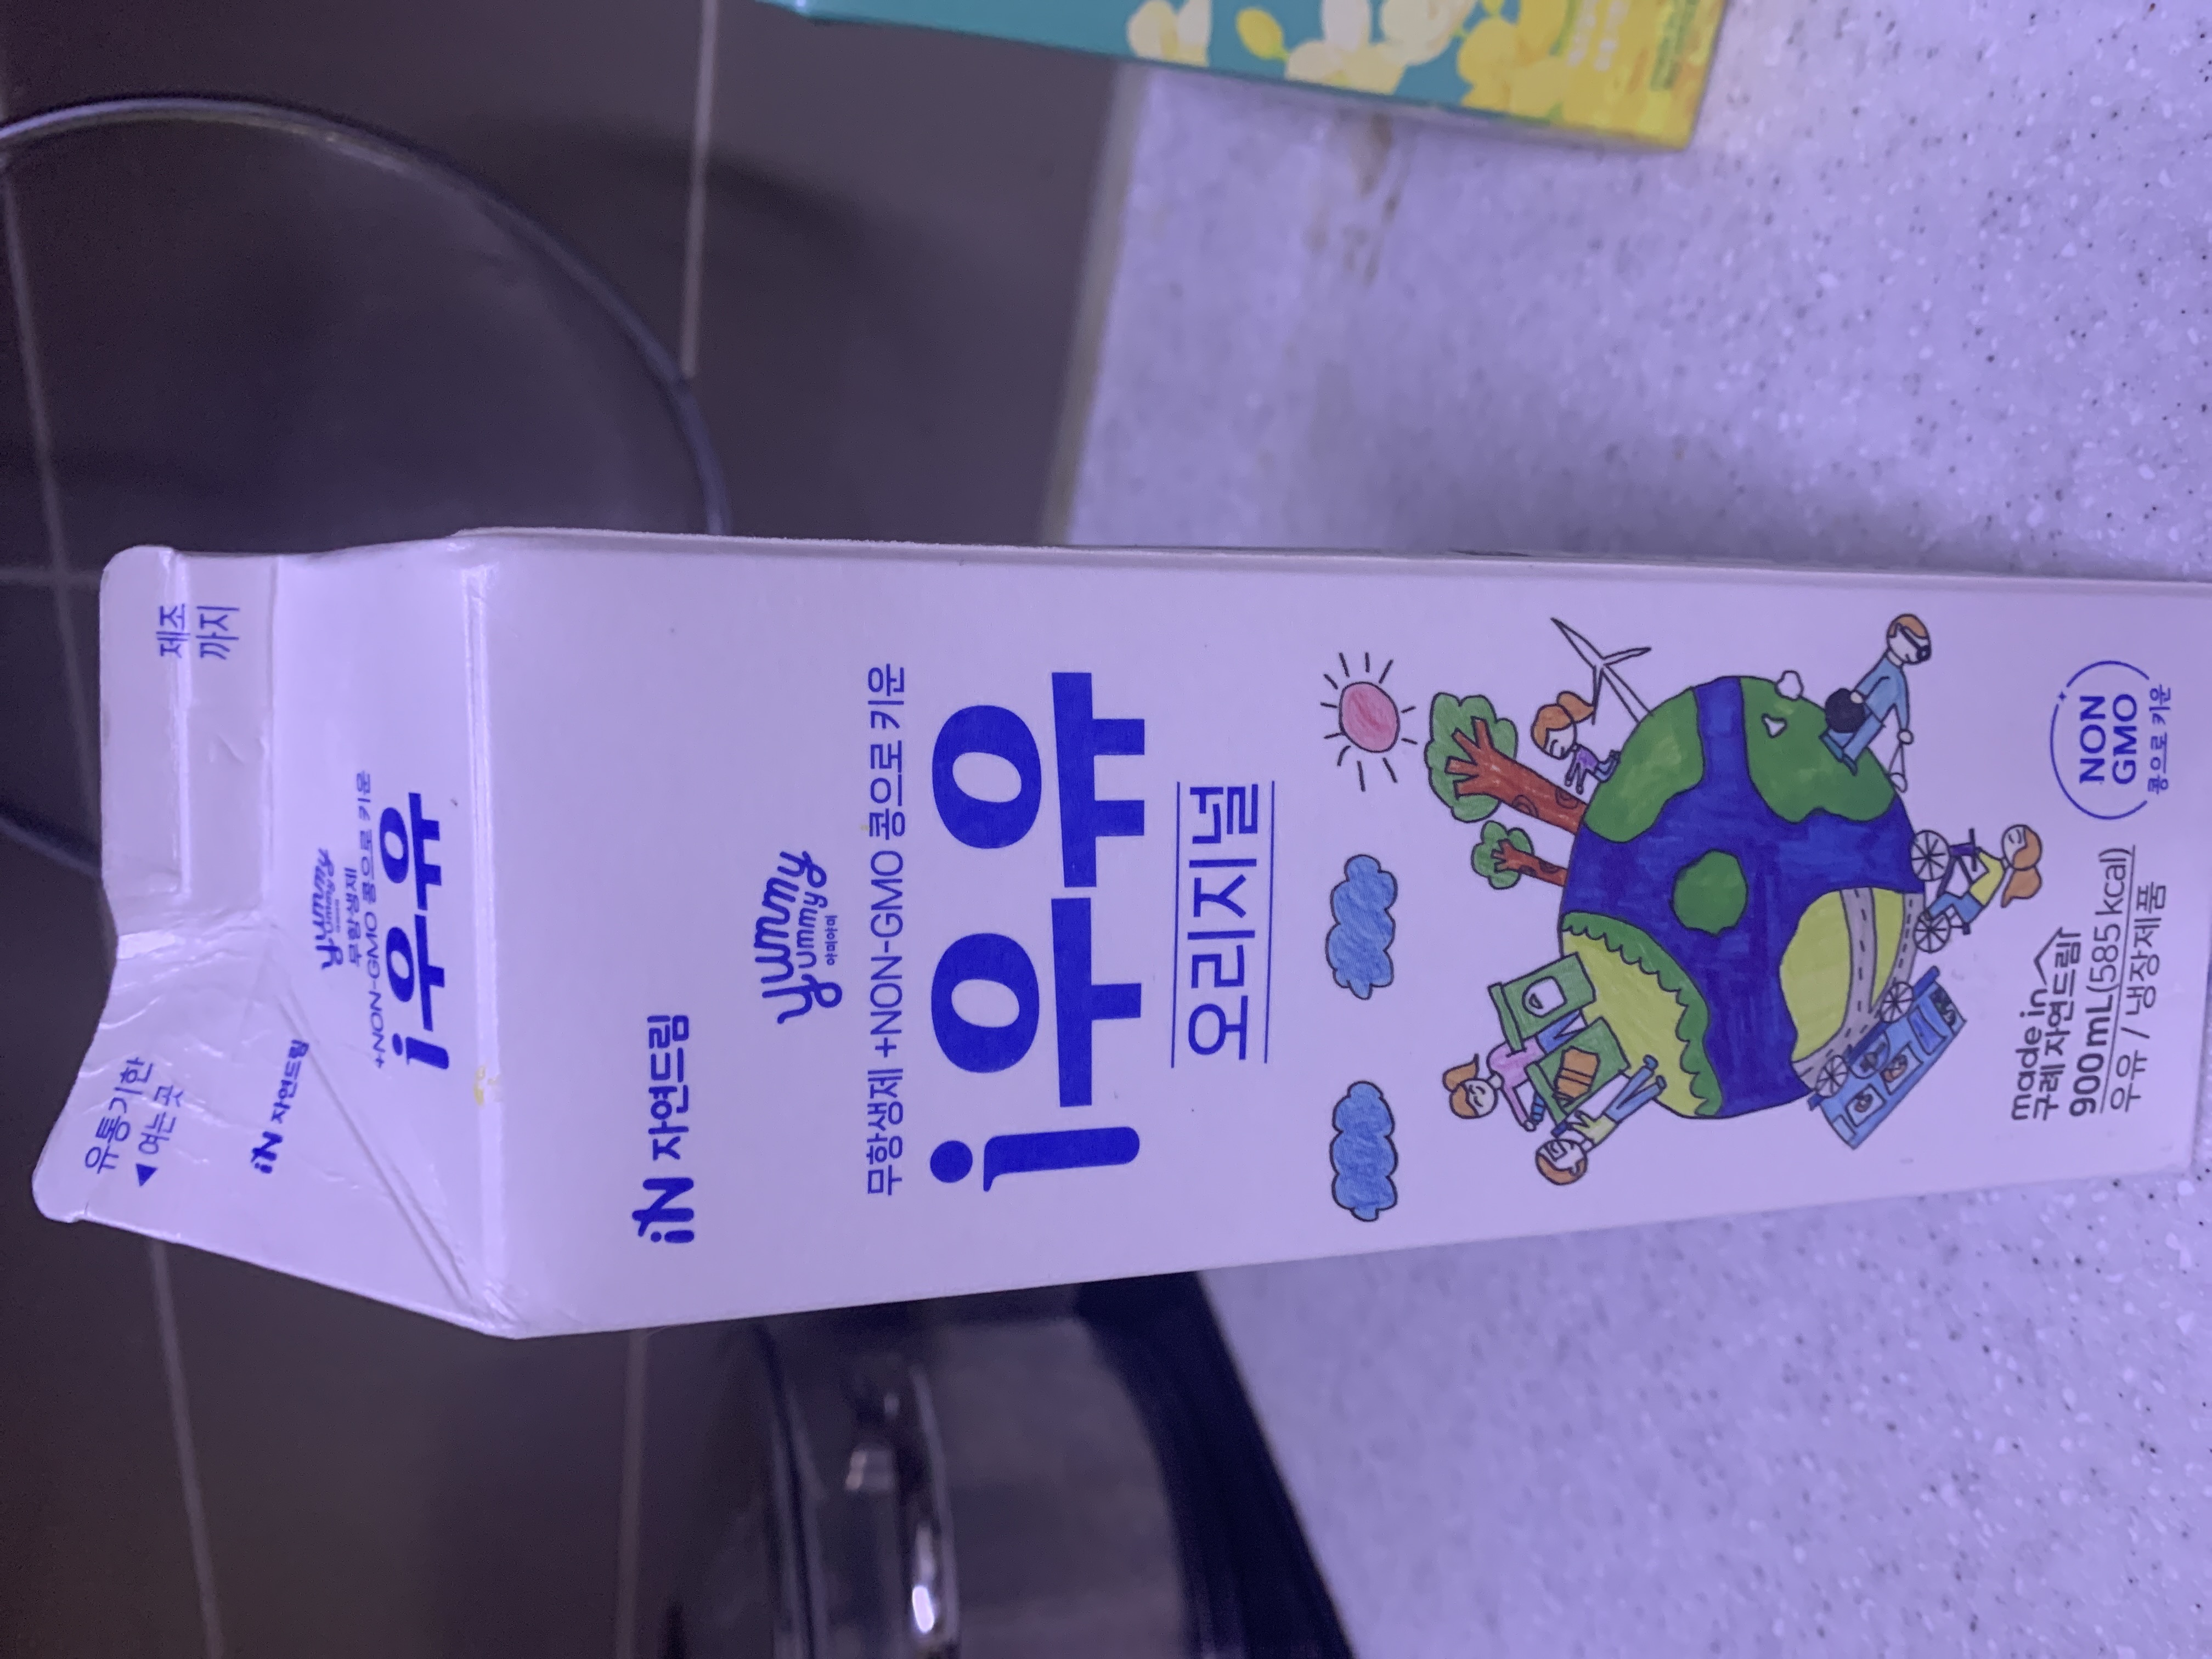 유통기한
◀ 여는곳
제조
까지
iN 자연드림
yummy
yummy
무항생제
+NON-GMO 콩으로 키운
i우유
iN 자연드림
yummy
yummy
야미야미
무항생제 +NON-GMO 콩으로 키운
i우유
오리지널
made in
구례 자연드림
900mL(585 kcal)
우유 / 냉장제품
NON
GMO
콩으로 키운